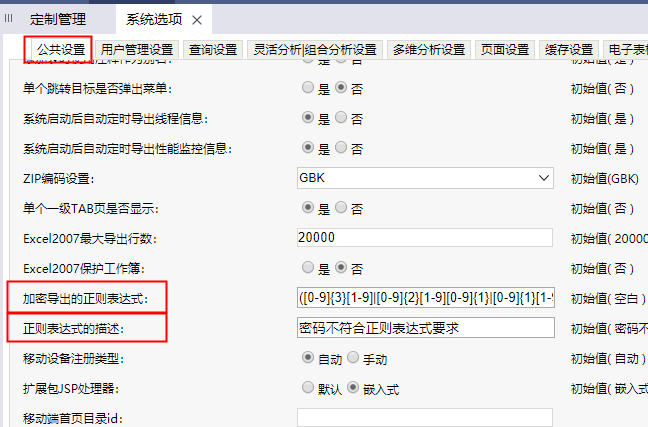 定制管理 系统选项
公共设置 用户管理设置 查询设置 灵活分析|组合分析设置 多维分析设置 页面设置 缓存设置 电子表格
单个跳转目标是否弹出菜单： 是 否 初始值( 否 )
系统启动后自动定时导出线程信息： 是 否 初始值( 是 )
系统启动后自动定时导出性能监控信息： 是 否 初始值( 是 )
ZIP编码设置： GBK 初始值(GBK)
单个一级TAB页是否显示： 是 否 初始值( 否 )
Excel2007最大导出行数： 20000 初始值( 20000
Excel2007保护工作簿： 是 否 初始值( 否 )
加密导出的正则表达式： ([0-9]{3}[1-9]|[0-9]{2}[1-9][0-9]{1}|[0-9]{1}[1-9 初始值( 空白 )
正则表达式的描述： 密码不符合正则表达式要求 初始值( 密码不
移动设备注册类型： 自动 手动 初始值( 自动 )
扩展包JSP处理器： 默认 嵌入式 初始值( 嵌入式
移动端首页目录id： 初始值( )